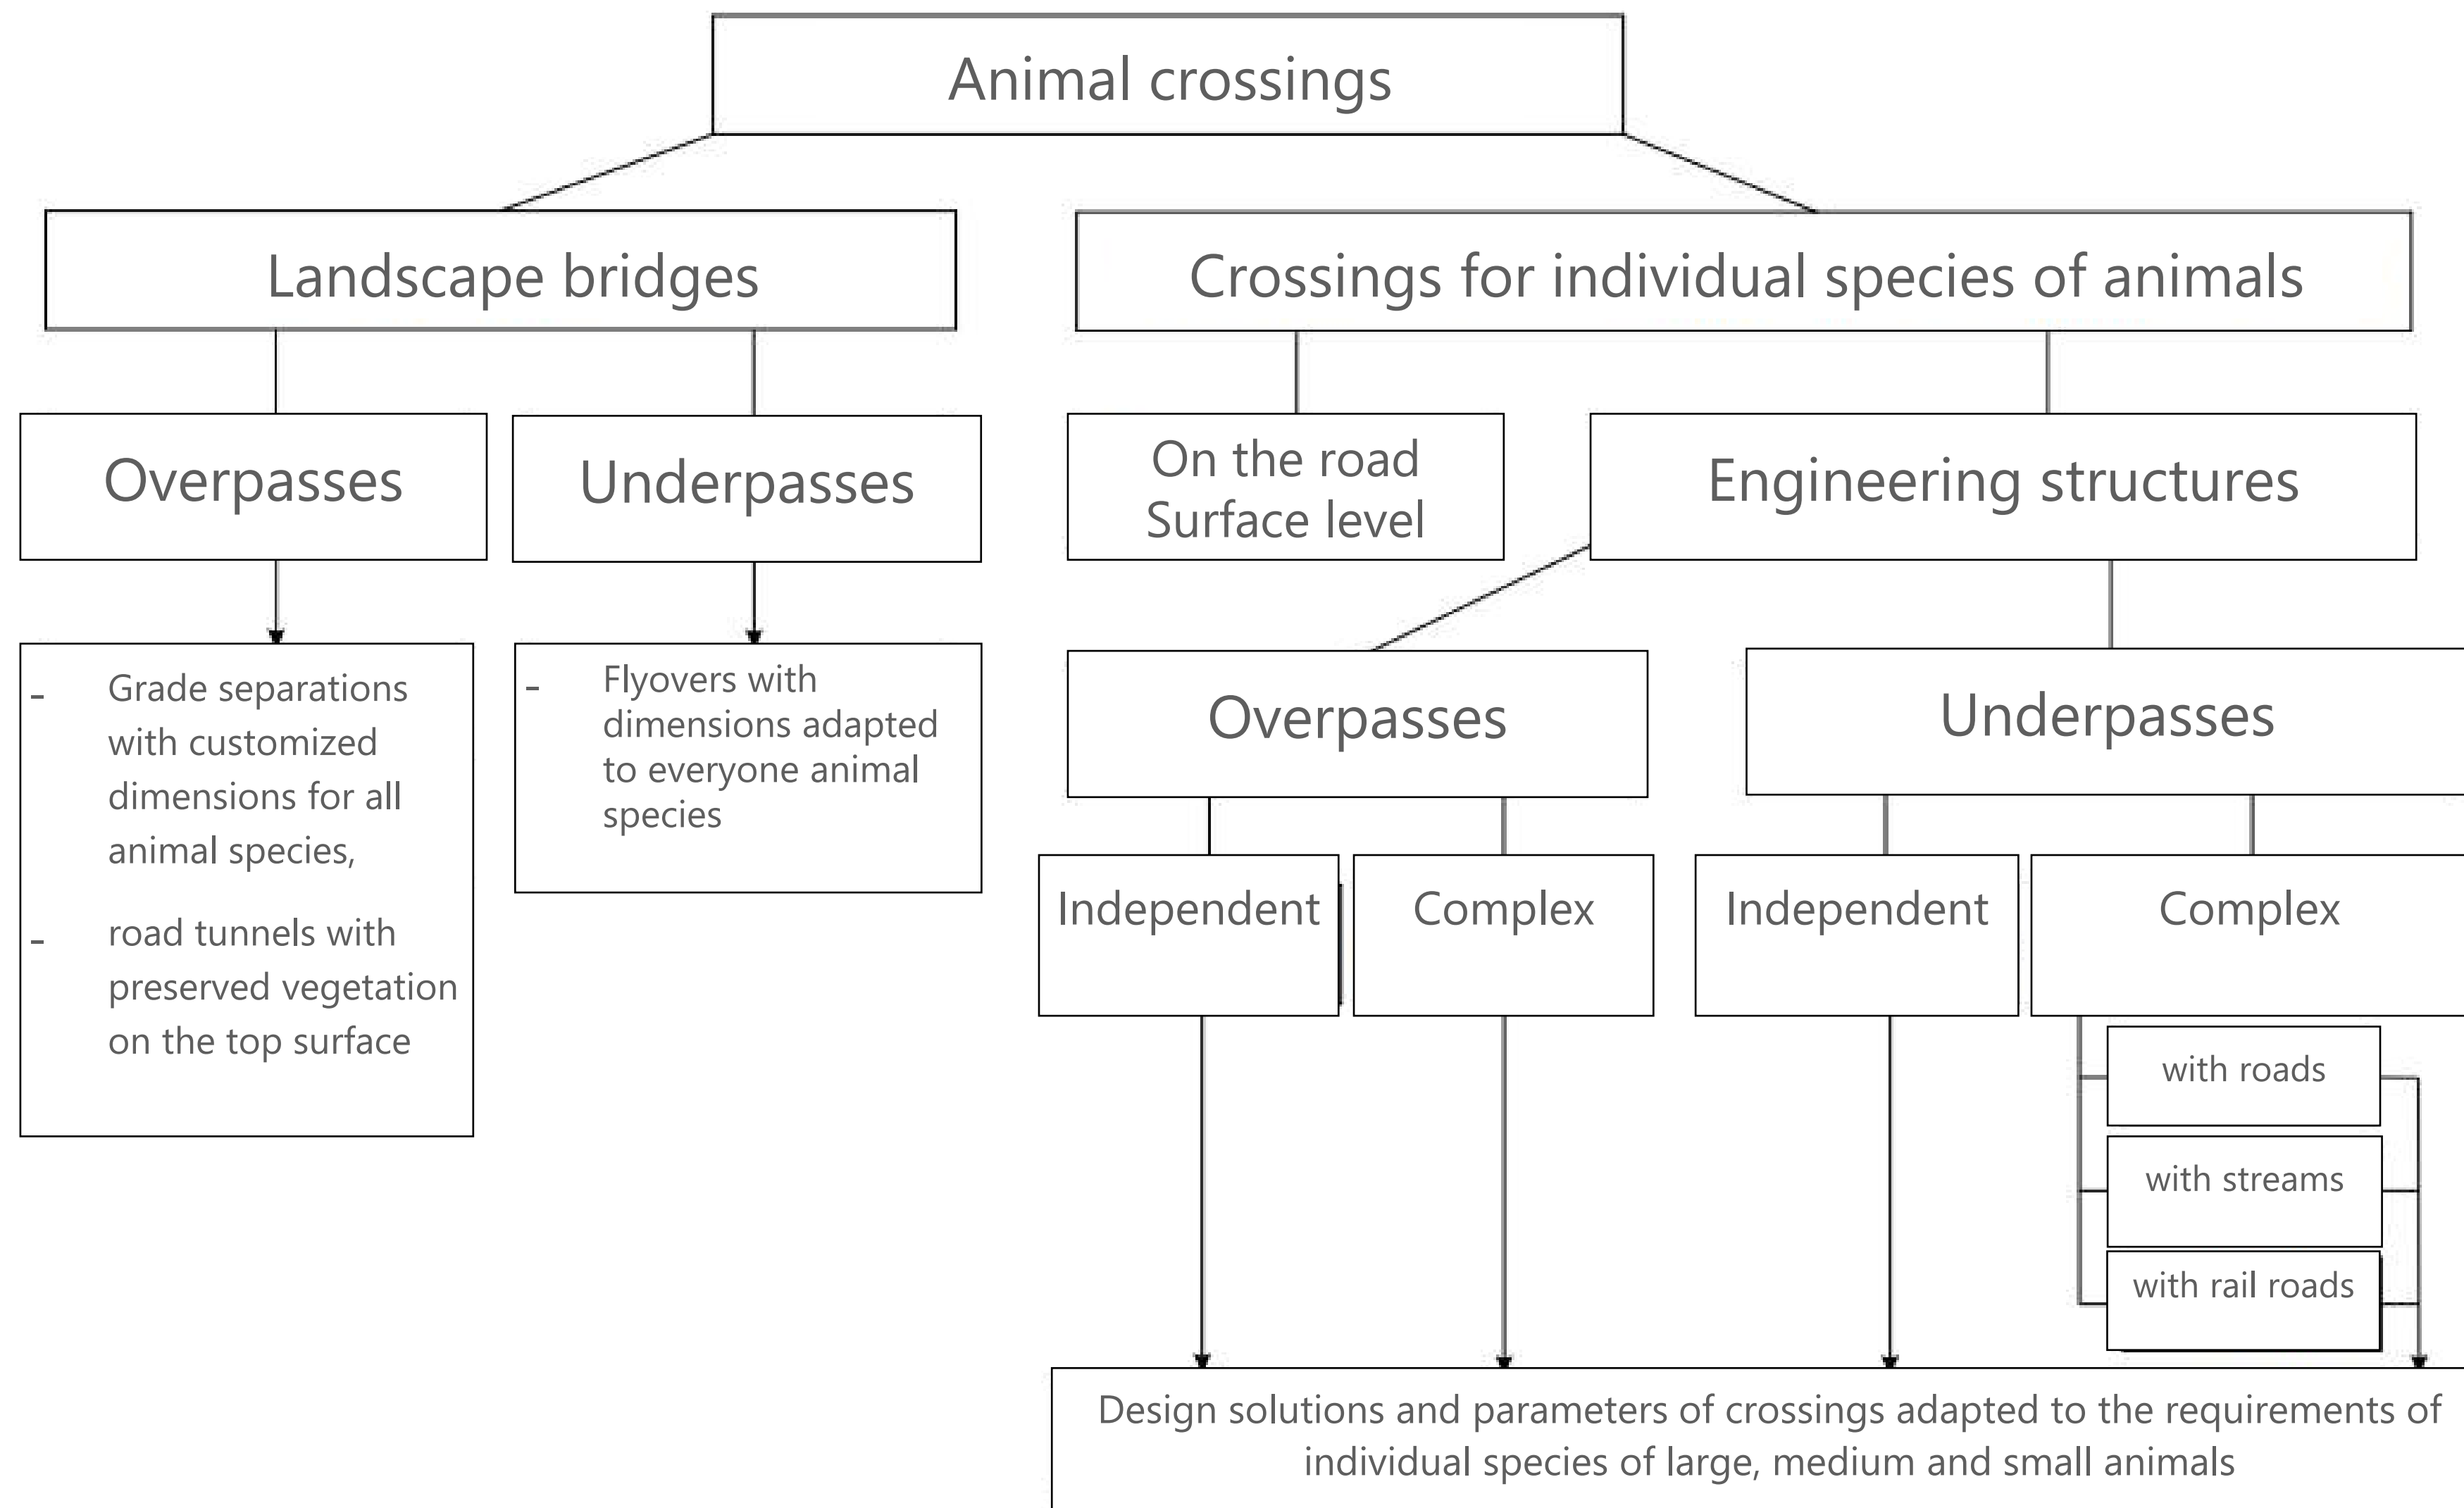 Animal crossings
Landscape bridges
Crossings for individual species of animals
Overpasses
Underpasses
On the road
Surface level
Engineering structures
- Grade separations
with customized
dimensions for all
animal species,
- road tunnels with
preserved vegetation
on the top surface
- Flyovers with
dimensions adapted
to everyone animal
species
Overpasses
Underpasses
Independent
Complex
Independent
Complex
with roads
with streams
with rail roads
Design solutions and parameters of crossings adapted to the requirements of
individual species of large, medium and small animals